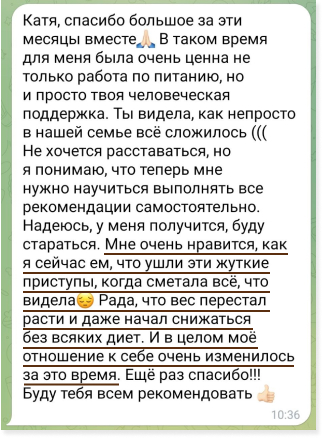 Катя, спасибо большое за эти
месяцы вместе🙏🏻 В таком время
для меня была очень ценна не
только работа по питанию, но
и просто твоя человеческая
поддержка. Ты видела, как непросто
в нашей семье всё сложилось (((
Не хочется расставаться, но
я понимаю, что теперь мне
нужно научиться выполнять все
рекомендации самостоятельно.
Надеюсь, у меня получится, буду
стараться. Мне очень нравится, как
я сейчас ем, что ушли эти жуткие
приступы, когда сметала всё, что
видела😔 Рада, что вес перестал
расти и даже начал снижаться
без всяких диет. И в целом моё
отношение к себе очень изменилось
за это время. Ещё раз спасибо!!!
Буду тебя всем рекомендовать 👍🏻
10:36